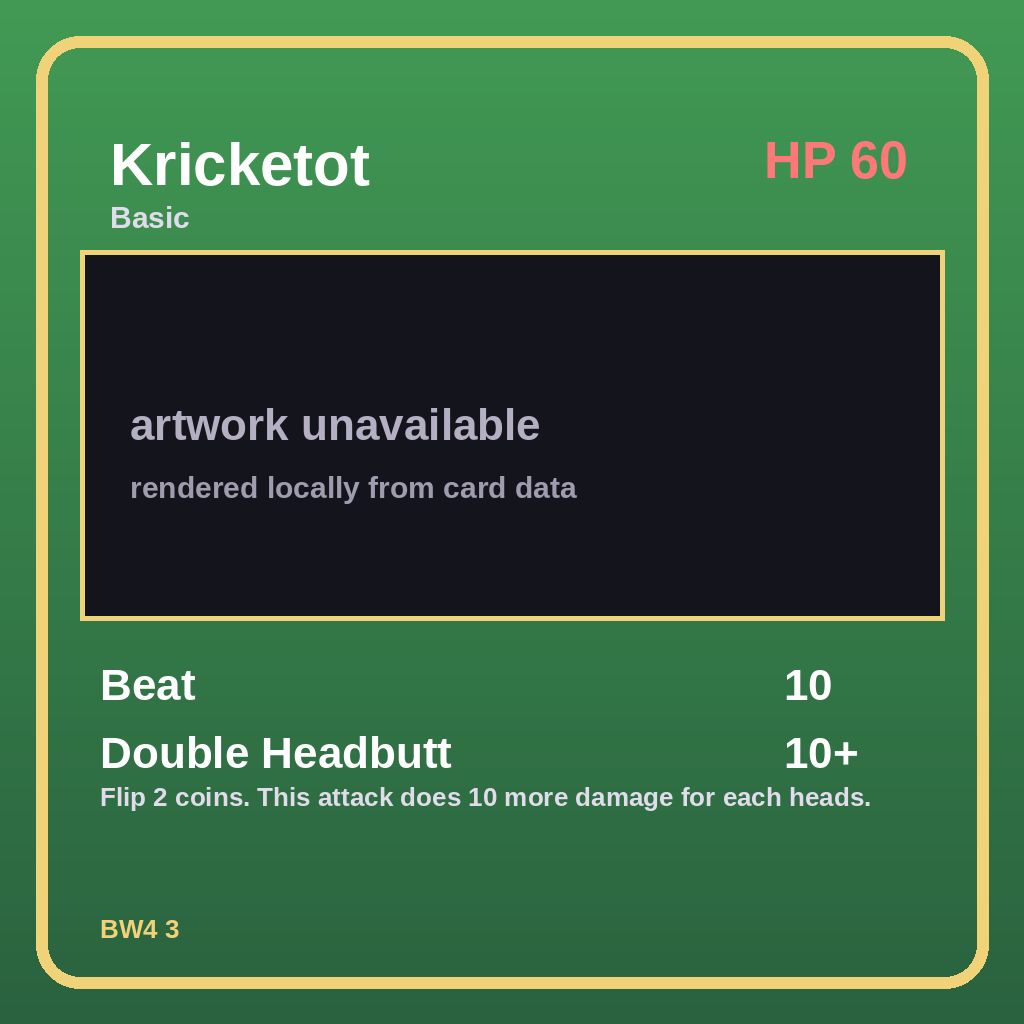 Kricketot
HP 60
Basic
artwork unavailable
rendered locally from card data
Beat 10
Double Headbutt 10+
Flip 2 coins. This attack does 10 more damage for each heads.
BW4 3